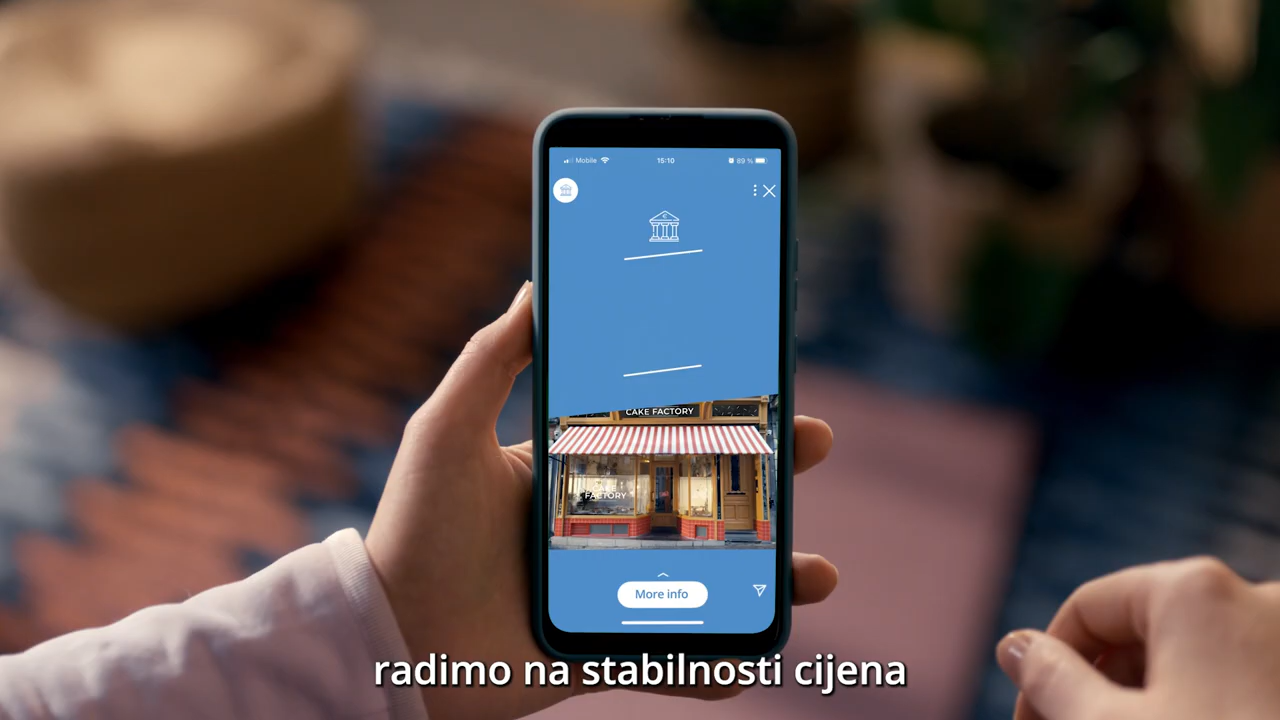 Mobile 15:10 89 %
CAKE FACTORY
CAKE
FACTORY
More info
radimo na stabilnosti cijena